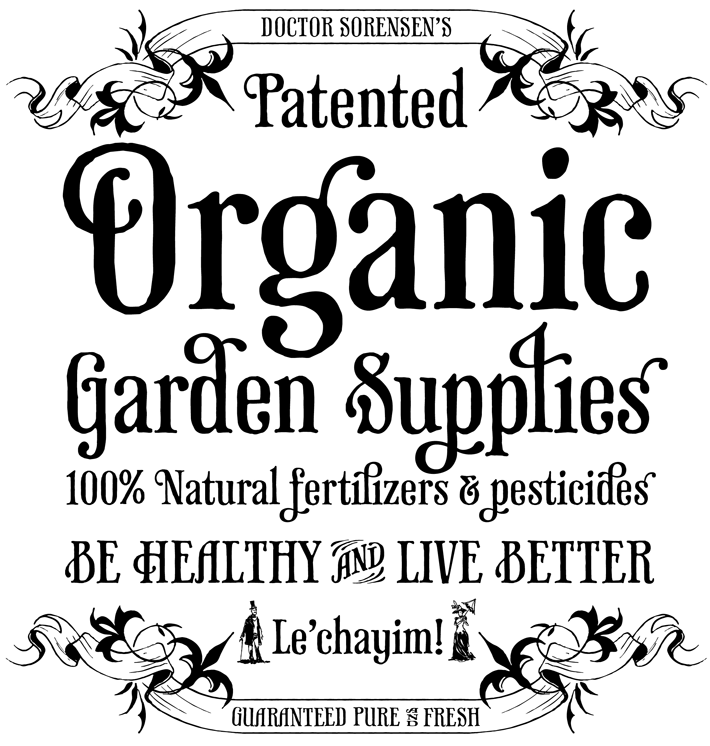 DOCTOR SORENSEN'S
Patented
Organic
Garden Supplies
100% Natural fertilizers & pesticides
BE HEALTHY AND LIVE BETTER
Le'chayim!
GUARANTEED PURE AND FRESH